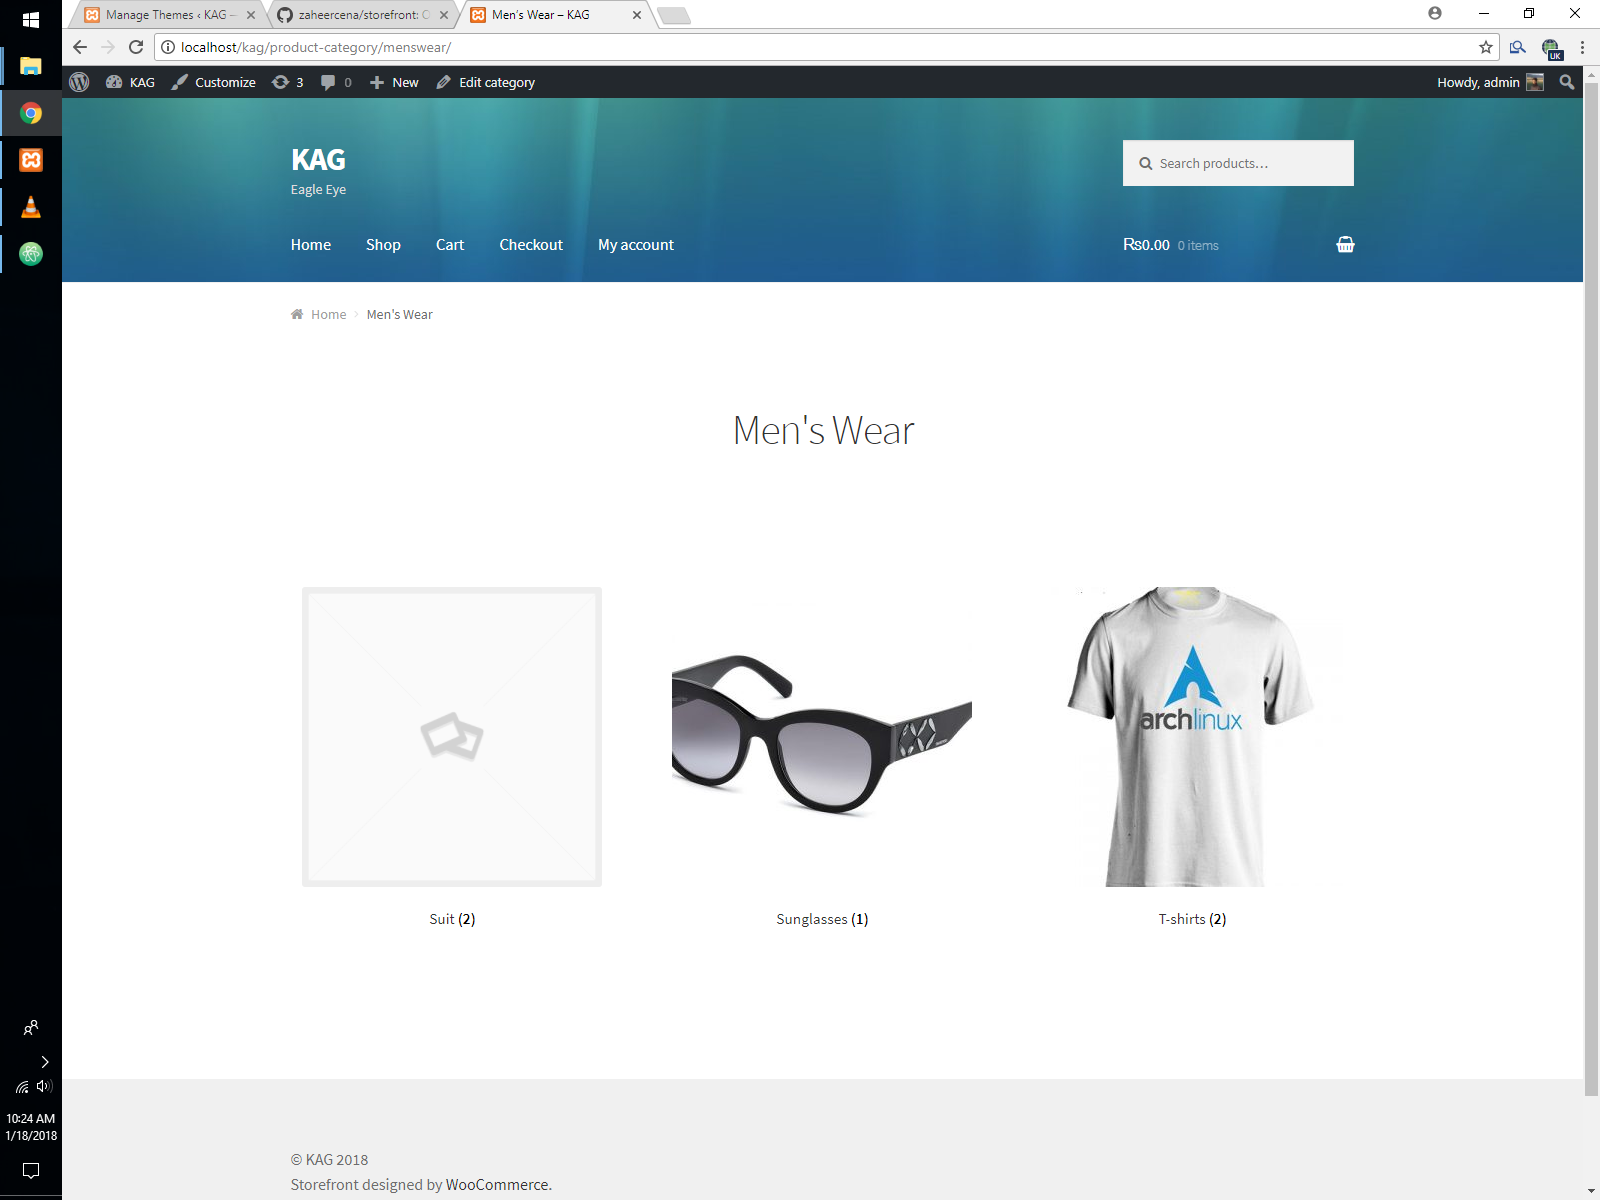 Manage Themes ‹ KAG –
zaheercena/storefront: O
Men's Wear – KAG
localhost/kag/product-category/menswear/
UK
KAG
Customize
3
0
New
Edit category
Howdy, admin
KAG
Eagle Eye
Search products…
Home
Shop
Cart
Checkout
My account
₨0.00 0 items
Home
Men's Wear
Men's Wear
archlinux
Suit (2)
Sunglasses (1)
T-shirts (2)
© KAG 2018
Storefront designed by WooCommerce.
10:24 AM
1/18/2018